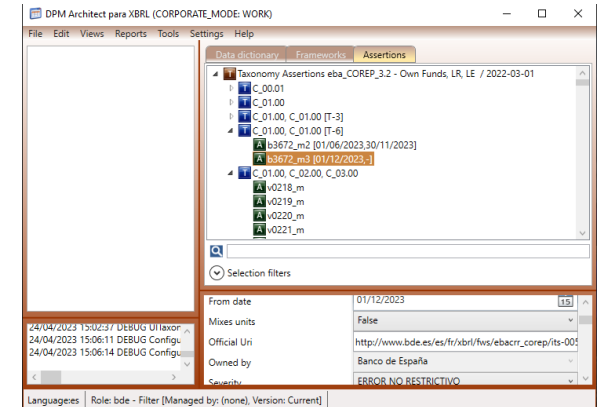 DPM Architect para XBRL (CORPORATE_MODE: WORK)
File Edit Views Reports Tools Settings Help
Data dictionary Frameworks Assertions
T Taxonomy Assertions eba_COREP_3.2 - Own Funds, LR, LE / 2022-03-01
T C_00.01
T C_01.00
T C_01.00, C_01.00 [T-3]
T C_01.00, C_01.00 [T-6]
A b3672_m2 [01/06/2023,30/11/2023]
A b3672_m3 [01/12/2023,-]
T C_01.00, C_02.00, C_03.00
A v0218_m
A v0219_m
A v0220_m
A v0221_m
Selection filters
From date 01/12/2023 15
Mixes units False
Official Uri http://www.bde.es/es/fr/xbrl/fws/ebacrr_corep/its-005
Owned by Banco de España
Severity ERROR NO RESTRICTIVO
24/04/2023 15:02:37 DEBUG UITaxon
24/04/2023 15:06:11 DEBUG Configu
24/04/2023 15:06:14 DEBUG Configu
Language:es Role: bde - Filter [Managed by: (none), Version: Current]